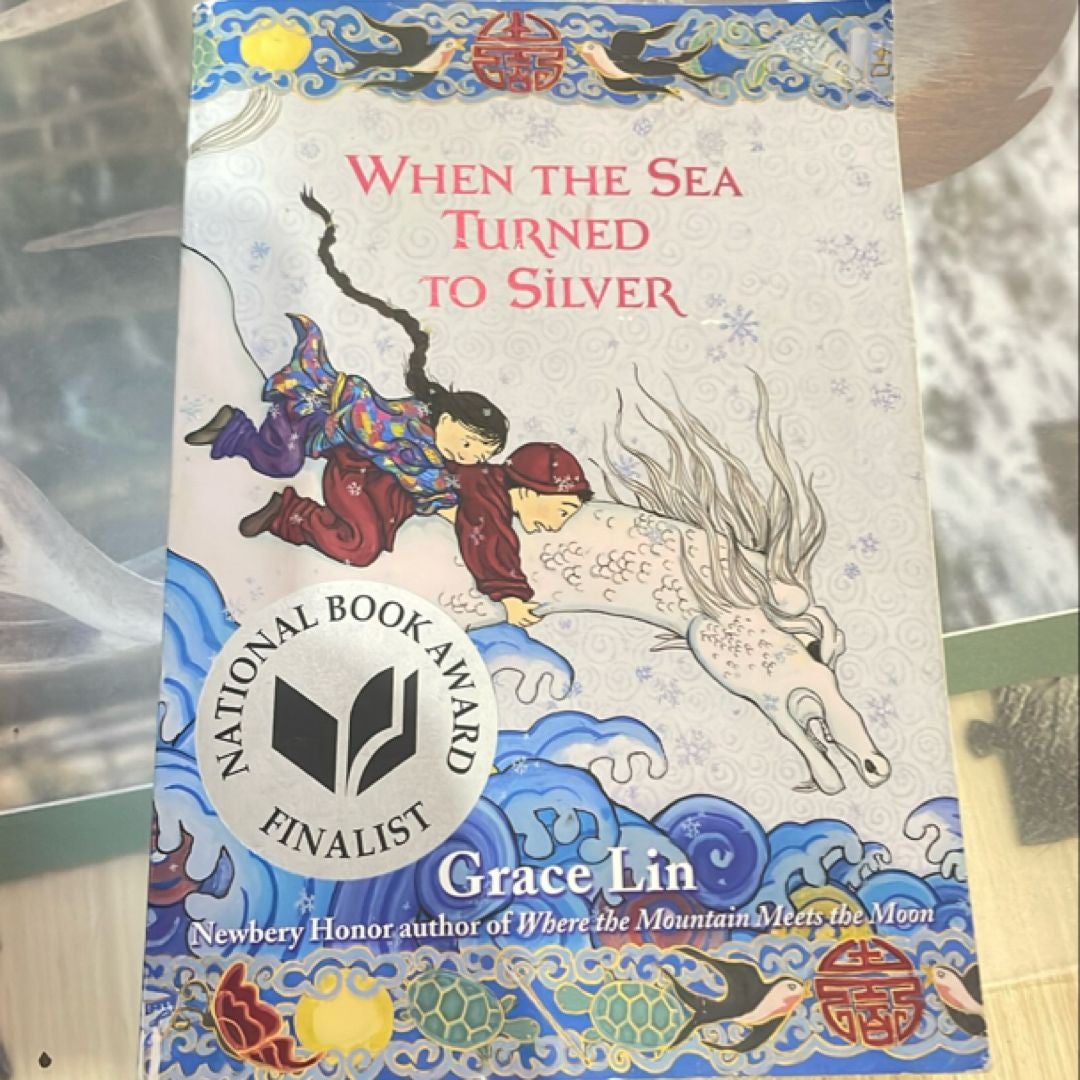 WHEN THE SEA
TURNED
TO SILVER
NATIONAL BOOK AWARD
FINALIST
Grace Lin
Newbery Honor author of Where the Mountain Meets the Moon